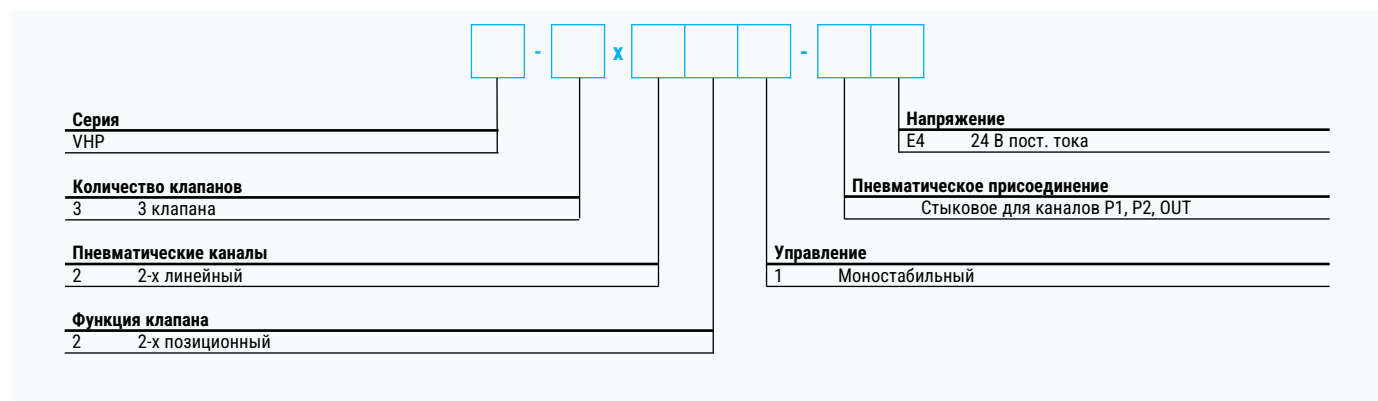 - x -
Серия
VHP
Количество клапанов
3 3 клапана
Пневматические каналы
2 2-х линейный
Функция клапана
2 2-х позиционный
Напряжение
E4 24 В пост. тока
Пневматическое присоединение
Стыковое для каналов P1, P2, OUT
Управление
1 Моностабильный